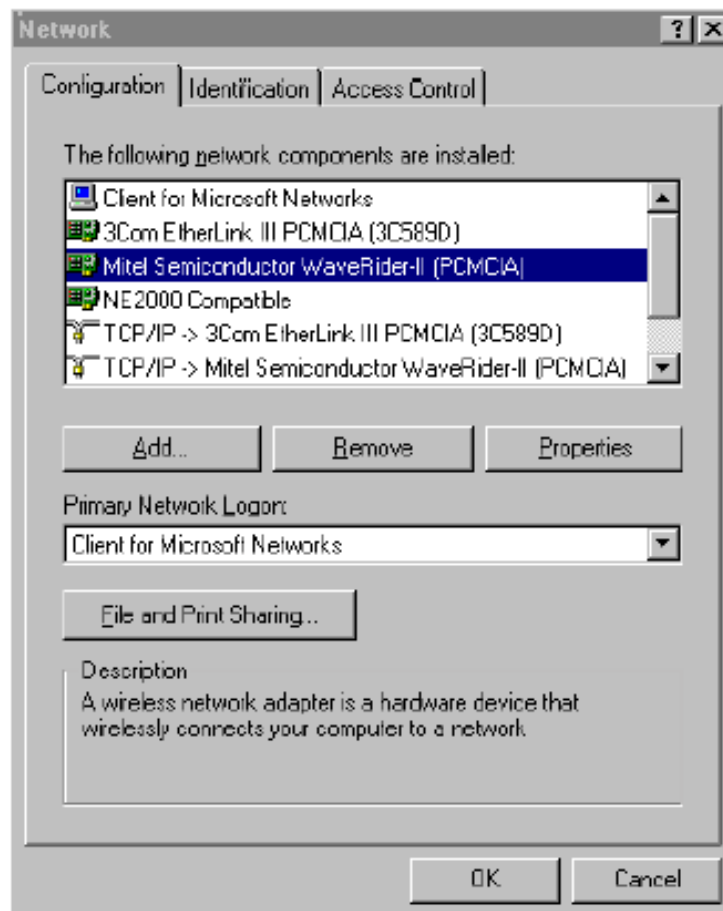 Network
Configuration Identification Access Control
The following network components are installed:
Client for Microsoft Networks
3Com EtherLink III PCMCIA (3C589D)
Mitel Semiconductor WaveRider-II (PCMCIA)
NE2000 Compatible
TCP/IP -> 3Com EtherLink III PCMCIA (3C589D)
TCP/IP -> Mitel Semiconductor WaveRider-II (PCMCIA)
Add... Remove Properties
Primary Network Logon:
Client for Microsoft Networks
File and Print Sharing...
Description
A wireless network adapter is a hardware device that
wirelessly connects your computer to a network
OK Cancel